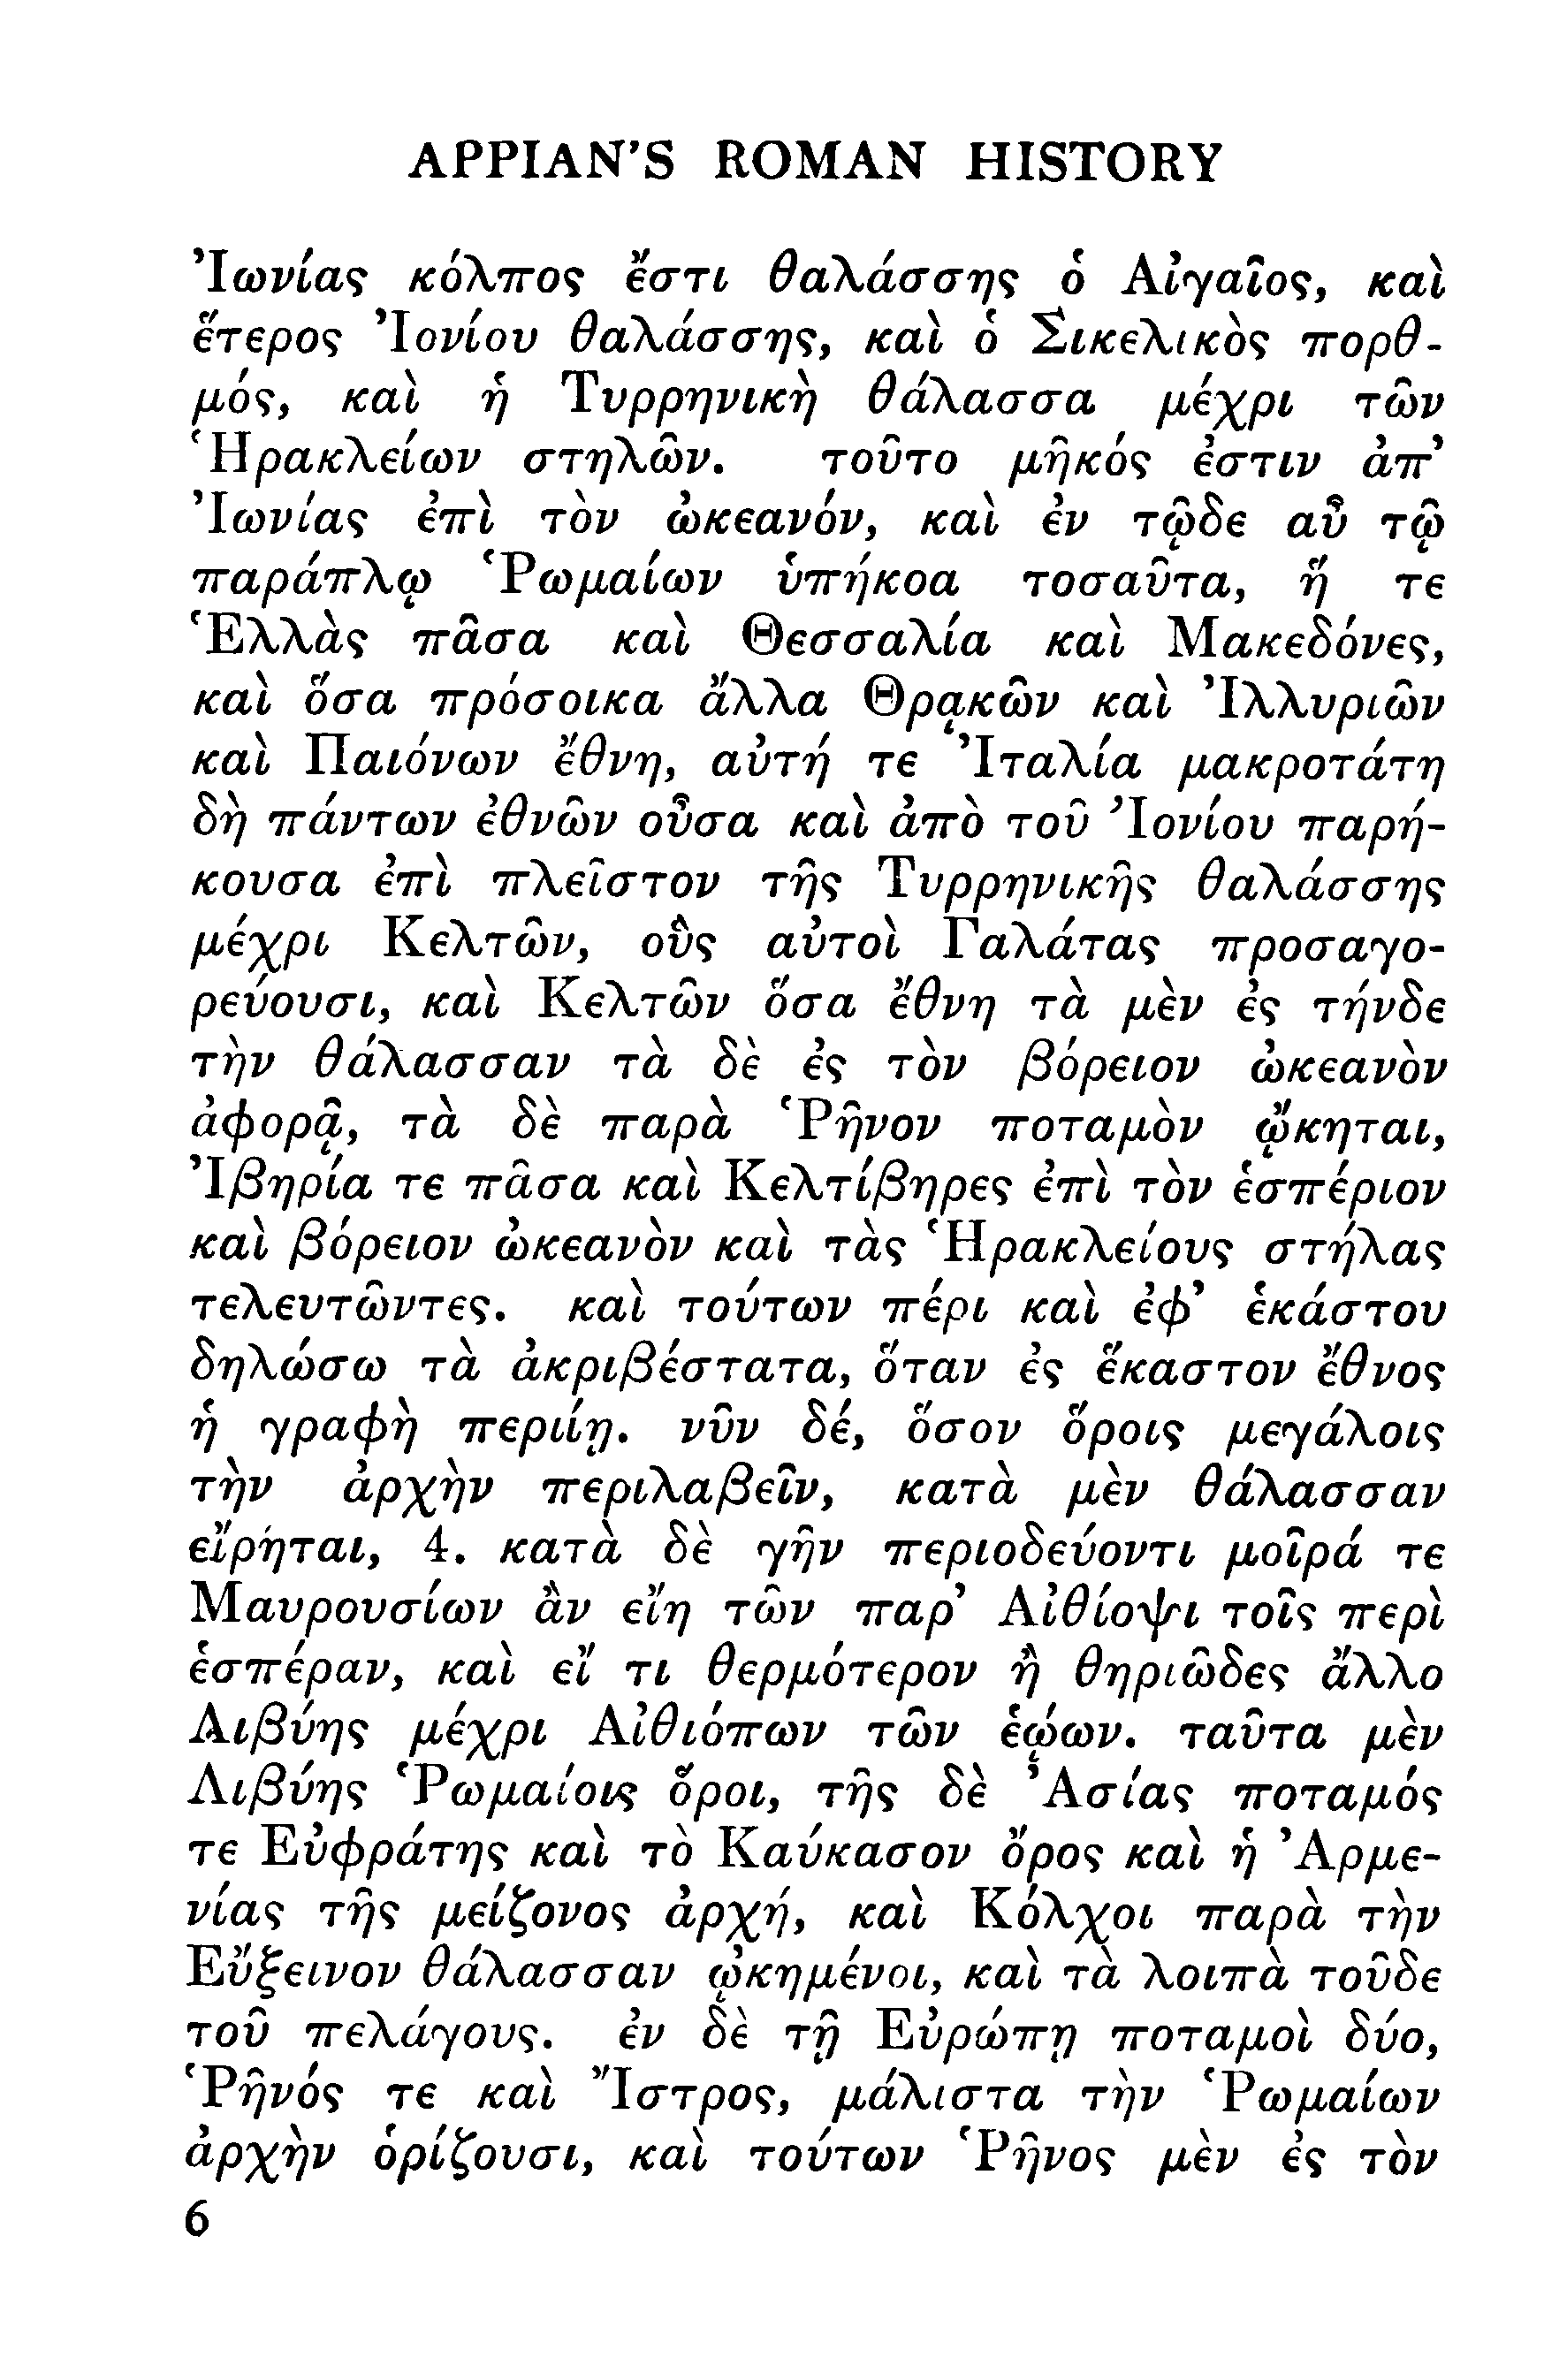 APPIAN'S ROMAN HISTORY
Ἰωνίας κόλπος ἔστι θαλάσσης ὁ Αἰγαῖος, καὶ
ἕτερος Ἰονίου θαλάσσης, καὶ ὁ Σικελικὸς πορθ-
μός, καὶ ἡ Τυρρηνικὴ θάλασσα μέχρι τῶν
Ἡρακλείων στηλῶν. τοῦτο μῆκός ἐστιν ἀπ'
Ἰωνίας ἐπὶ τὸν ὠκεανόν, καὶ ἐν τῷδε αὖ τῷ
παράπλῳ Ῥωμαίων ὑπήκοα τοσαῦτα, ἥ τε
Ἑλλὰς πᾶσα καὶ Θεσσαλία καὶ Μακεδόνες,
καὶ ὅσα πρόσοικα ἄλλα Θρᾳκῶν καὶ Ἰλλυριῶν
καὶ Παιόνων ἔθνη, αὐτή τε Ἰταλία μακροτάτη
δὴ πάντων ἐθνῶν οὖσα καὶ ἀπὸ τοῦ Ἰονίου παρή-
κουσα ἐπὶ πλεῖστον τῆς Τυρρηνικῆς θαλάσσης
μέχρι Κελτῶν, οὓς αὐτοὶ Γαλάτας προσαγο-
ρεύουσι, καὶ Κελτῶν ὅσα ἔθνη τὰ μὲν ἐς τήνδε
τὴν θάλασσαν τὰ δὲ ἐς τὸν βόρειον ὠκεανὸν
ἀφορᾷ, τὰ δὲ παρὰ Ῥῆνον ποταμὸν ᾤκηται,
Ἰβηρία τε πᾶσα καὶ Κελτίβηρες ἐπὶ τὸν ἑσπέριον
καὶ βόρειον ὠκεανὸν καὶ τὰς Ἡρακλείους στήλας
τελευτῶντες. καὶ τούτων πέρι καὶ ἐφ' ἑκάστου
δηλώσω τὰ ἀκριβέστατα, ὅταν ἐς ἕκαστον ἔθνος
ἡ γραφὴ περιίῃ. νῦν δέ, ὅσον ὅροις μεγάλοις
τὴν ἀρχὴν περιλαβεῖν, κατὰ μὲν θάλασσαν
εἴρηται, 4. κατὰ δὲ γῆν περιοδεύοντι μοῖρά τε
Μαυρουσίων ἂν εἴη τῶν παρ' Αἰθίοψι τοῖς περὶ
ἑσπέραν, καὶ εἴ τι θερμότερον ἢ θηριῶδες ἄλλο
Λιβύης μέχρι Αἰθιόπων τῶν ἑῴων. ταῦτα μὲν
Λιβύης Ῥωμαίοις ὅροι, τῆς δὲ Ἀσίας ποταμός
τε Εὐφράτης καὶ τὸ Καύκασον ὄρος καὶ ἡ Ἀρμε-
νίας τῆς μείζονος ἀρχή, καὶ Κόλχοι παρὰ τὴν
Εὔξεινον θάλασσαν ᾠκημένοι, καὶ τὰ λοιπὰ τοῦδε
τοῦ πελάγους. ἐν δὲ τῇ Εὐρώπῃ ποταμοὶ δύο,
Ῥῆνός τε καὶ Ἴστρος, μάλιστα τὴν Ῥωμαίων
ἀρχὴν ὁρίζουσι, καὶ τούτων Ῥῆνος μὲν ἐς τὸν
6